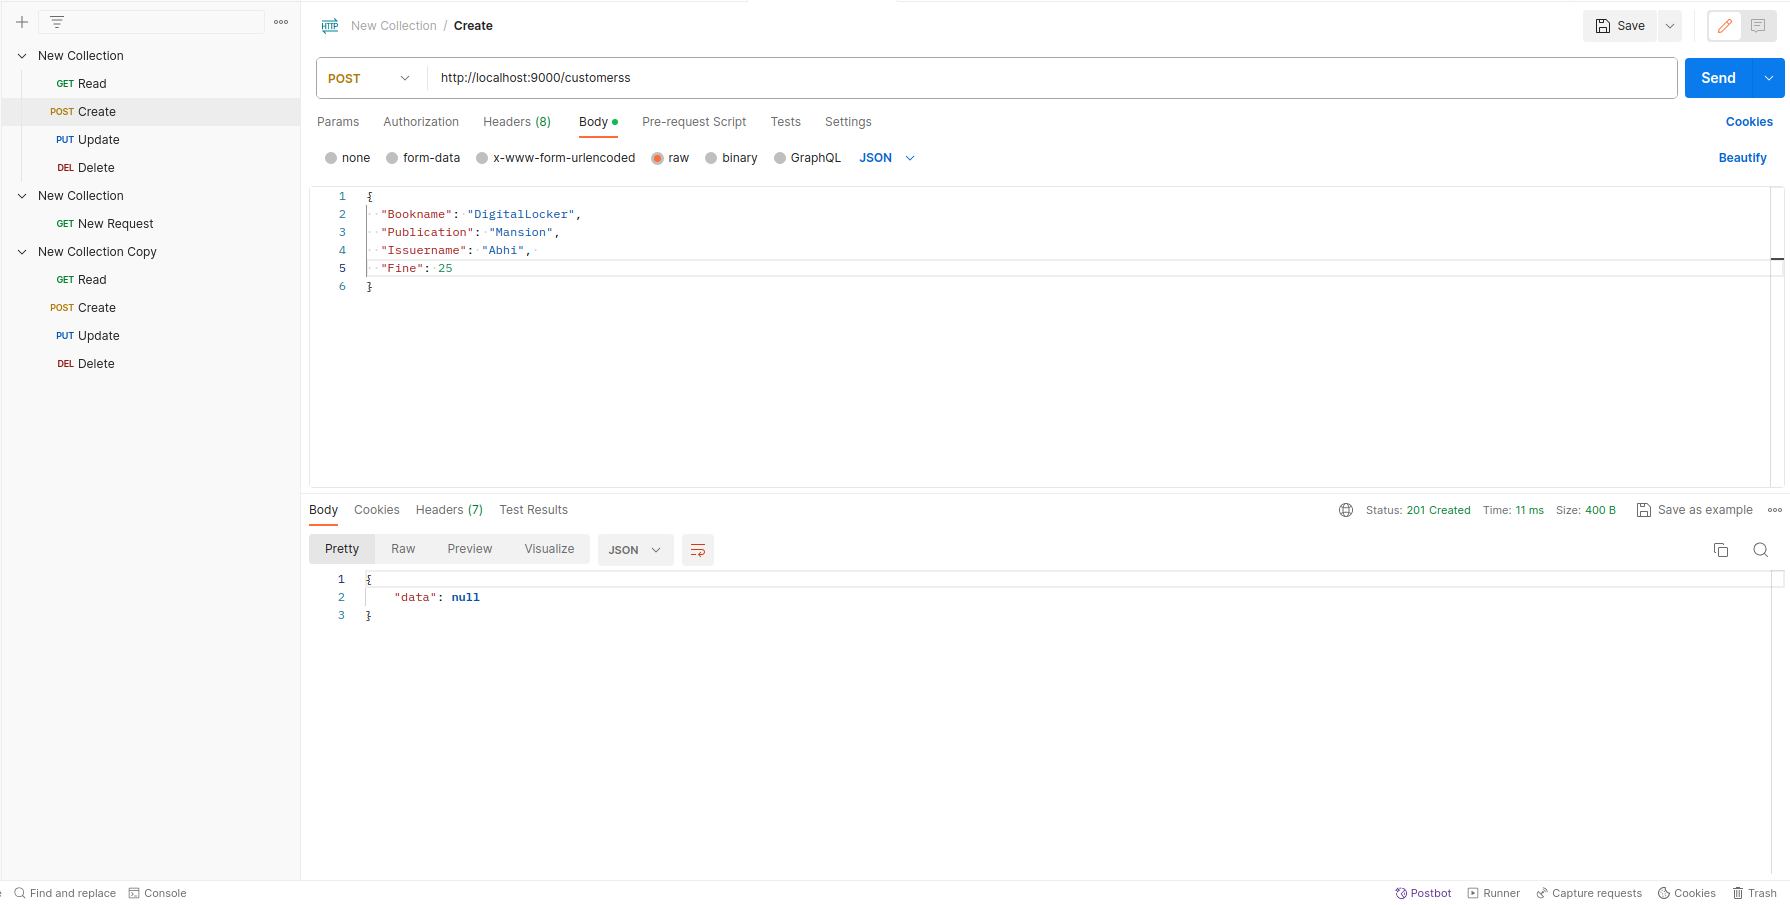 New Collection
GET Read
POST Create
PUT Update
DEL Delete
New Collection
GET New Request
New Collection Copy
GET Read
POST Create
PUT Update
DEL Delete
HTTP New Collection / Create
Save
POST http://localhost:9000/customerss
Send
Params Authorization Headers (8) Body Pre-request Script Tests Settings Cookies
none form-data x-www-form-urlencoded raw binary GraphQL JSON Beautify
1 {
2 "Bookname": "DigitalLocker",
3 "Publication": "Mansion",
4 "Issuername": "Abhi",
5 "Fine": 25
6 }
Body Cookies Headers (7) Test Results Status: 201 Created Time: 11 ms Size: 400 B Save as example
Pretty Raw Preview Visualize JSON
1 {
2 "data": null
3 }
Find and replace Console Postbot Runner Capture requests Cookies Trash